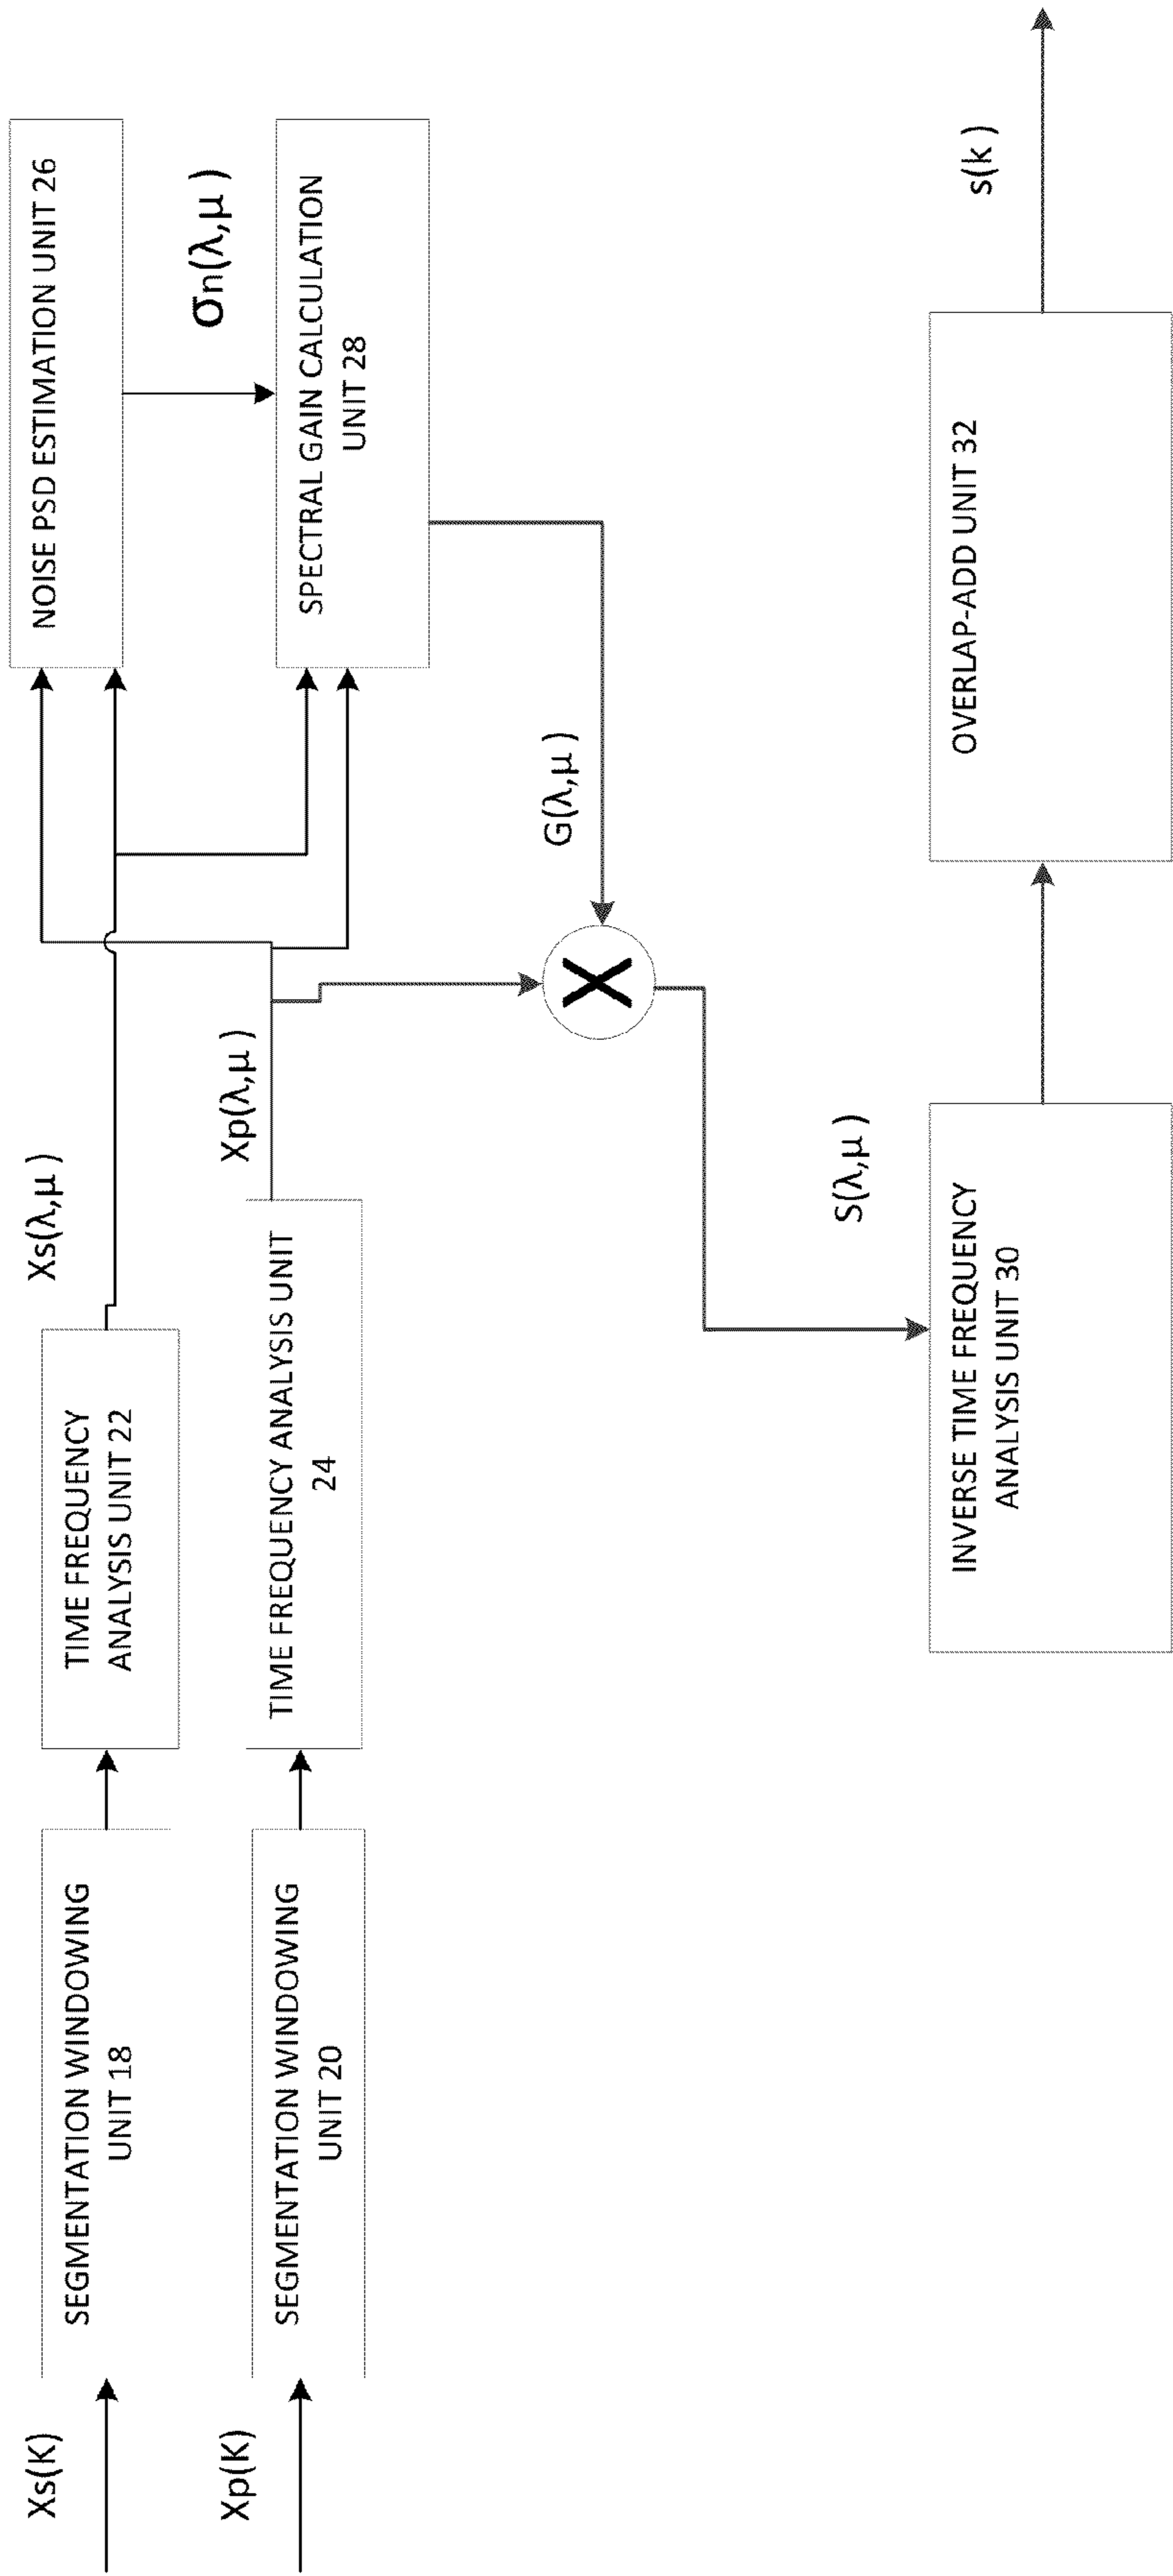 Xs(K)
SEGMENTATION WINDOWING
UNIT 18
TIME FREQUENCY
ANALYSIS UNIT 22
Xs(λ,μ)
NOISE PSD ESTIMATION UNIT 26
σn(λ,μ)
Xp(K)
SEGMENTATION WINDOWING
UNIT 20
TIME FREQUENCY ANALYSIS UNIT
24
Xp(λ,μ)
SPECTRAL GAIN CALCULATION
UNIT 28
G(λ,μ)
X
S(λ,μ)
INVERSE TIME FREQUENCY
ANALYSIS UNIT 30
OVERLAP-ADD UNIT 32
s(k)